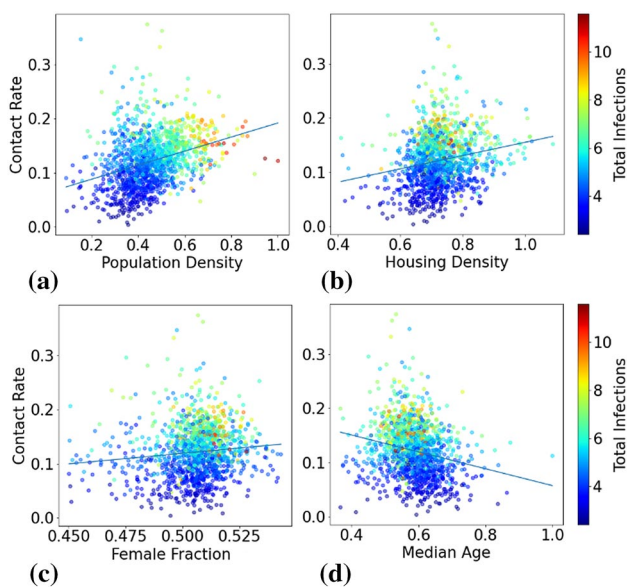 Contact Rate
0.3
0.2
0.1
0.0
0.2 0.4 0.6 0.8 1.0
Population Density
(a)
0.3
0.2
0.1
0.0
0.4 0.6 0.8 1.0
Housing Density
(b)
10
8
6
4
Total Infections
Contact Rate
0.3
0.2
0.1
0.0
0.450 0.475 0.500 0.525
Female Fraction
(c)
0.3
0.2
0.1
0.0
0.4 0.6 0.8 1.0
Median Age
(d)
10
8
6
4
Total Infections